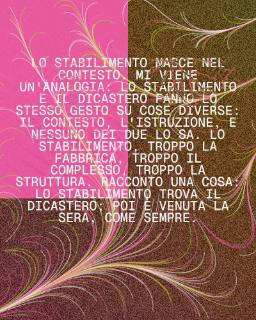 LO STABILIMENTO NASCE NEL
CONTESTO. MI VIENE
UN'ANALOGIA: LO STABILIMENTO
E IL DICASTERO FANNO LO
STESSO GESTO SU COSE DIVERSE:
IL CONTESTO, L'ISTRUZIONE, E
NESSUNO DEI DUE LO SA. LO
STABILIMENTO, TROPPO LA
FABBRICA, TROPPO IL
COMPLESSO, TROPPO LA
STRUTTURA. RACCONTO UNA COSA:
LO STABILIMENTO TROVA IL
DICASTERO; POI È VENUTA LA
SERA, COME SEMPRE.